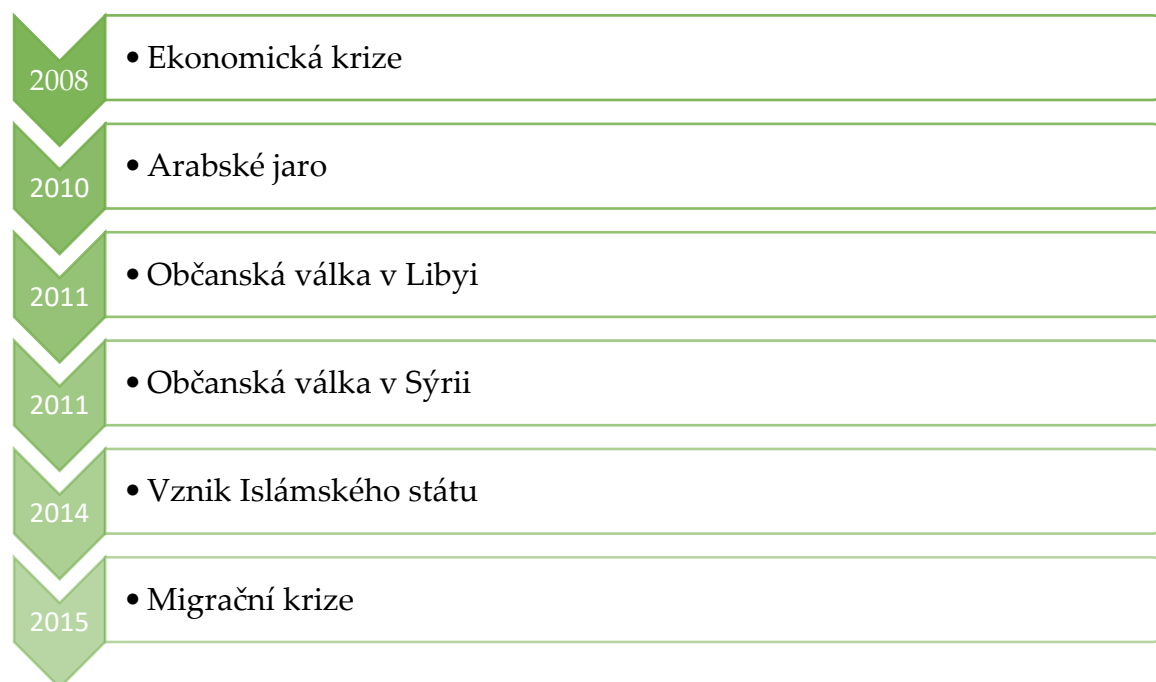 2008
• Ekonomická krize
2010
• Arabské jaro
2011
• Občanská válka v Libyi
2011
• Občanská válka v Sýrii
2014
• Vznik Islámského státu
2015
• Migrační krize